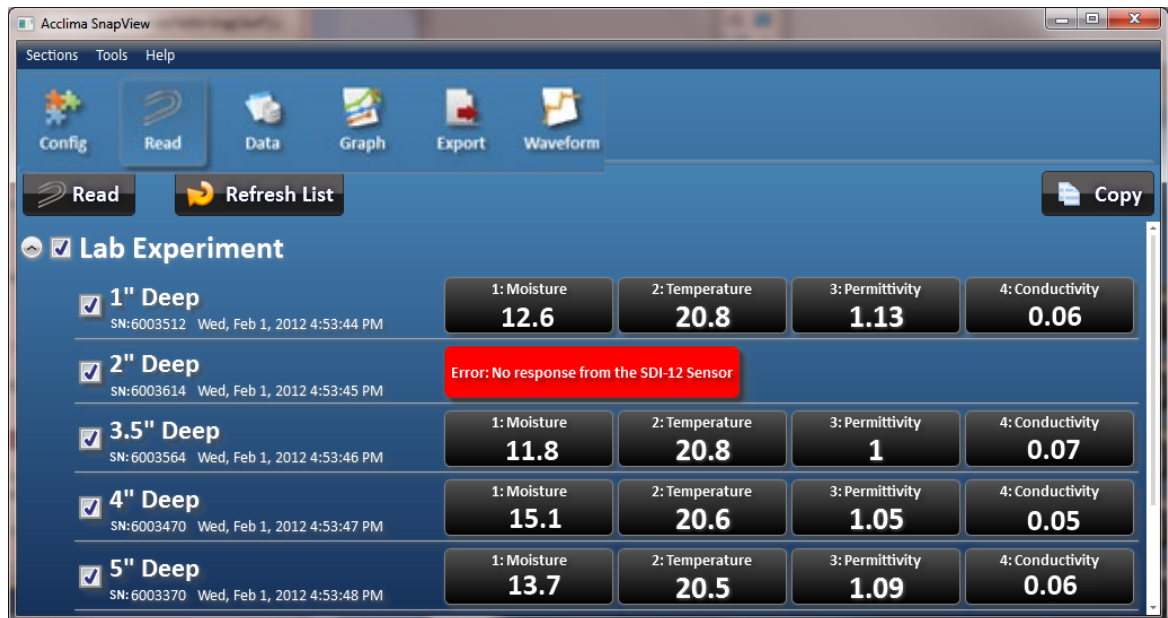 Acclima SnapView
Sections Tools Help
Config Read Data Graph Export Waveform
Read Refresh List Copy
Lab Experiment
1" Deep
SN:6003512 Wed, Feb 1, 2012 4:53:44 PM
1: Moisture 2: Temperature 3: Permittivity 4: Conductivity
12.6 20.8 1.13 0.06
2" Deep
SN:6003614 Wed, Feb 1, 2012 4:53:45 PM
Error: No response from the SDI-12 Sensor
3.5" Deep
SN:6003564 Wed, Feb 1, 2012 4:53:46 PM
1: Moisture 2: Temperature 3: Permittivity 4: Conductivity
11.8 20.8 1 0.07
4" Deep
SN:6003470 Wed, Feb 1, 2012 4:53:47 PM
1: Moisture 2: Temperature 3: Permittivity 4: Conductivity
15.1 20.6 1.05 0.05
5" Deep
SN:6003370 Wed, Feb 1, 2012 4:53:48 PM
1: Moisture 2: Temperature 3: Permittivity 4: Conductivity
13.7 20.5 1.09 0.06